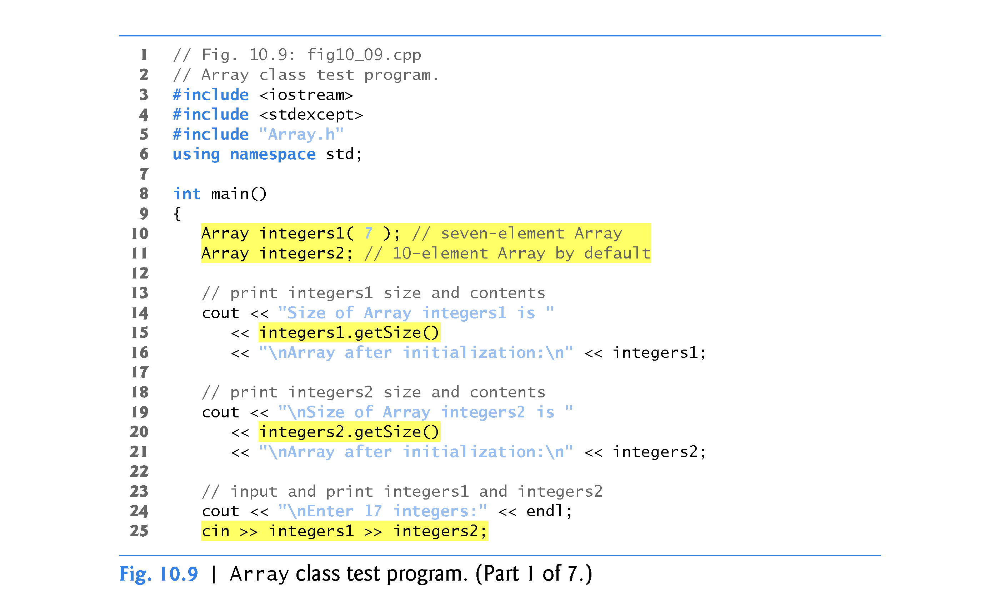 1 // Fig. 10.9: fig10_09.cpp
2 // Array class test program.
3 #include <iostream>
4 #include <stdexcept>
5 #include "Array.h"
6 using namespace std;
7
8 int main()
9 {
10 Array integers1( 7 ); // seven-element Array
11 Array integers2; // 10-element Array by default
12
13 // print integers1 size and contents
14 cout << "Size of Array integers1 is "
15 << integers1.getSize()
16 << "\nArray after initialization:\n" << integers1;
17
18 // print integers2 size and contents
19 cout << "\nSize of Array integers2 is "
20 << integers2.getSize()
21 << "\nArray after initialization:\n" << integers2;
22
23 // input and print integers1 and integers2
24 cout << "\nEnter 17 integers:" << endl;
25 cin >> integers1 >> integers2;
Fig. 10.9 | Array class test program. (Part 1 of 7.)